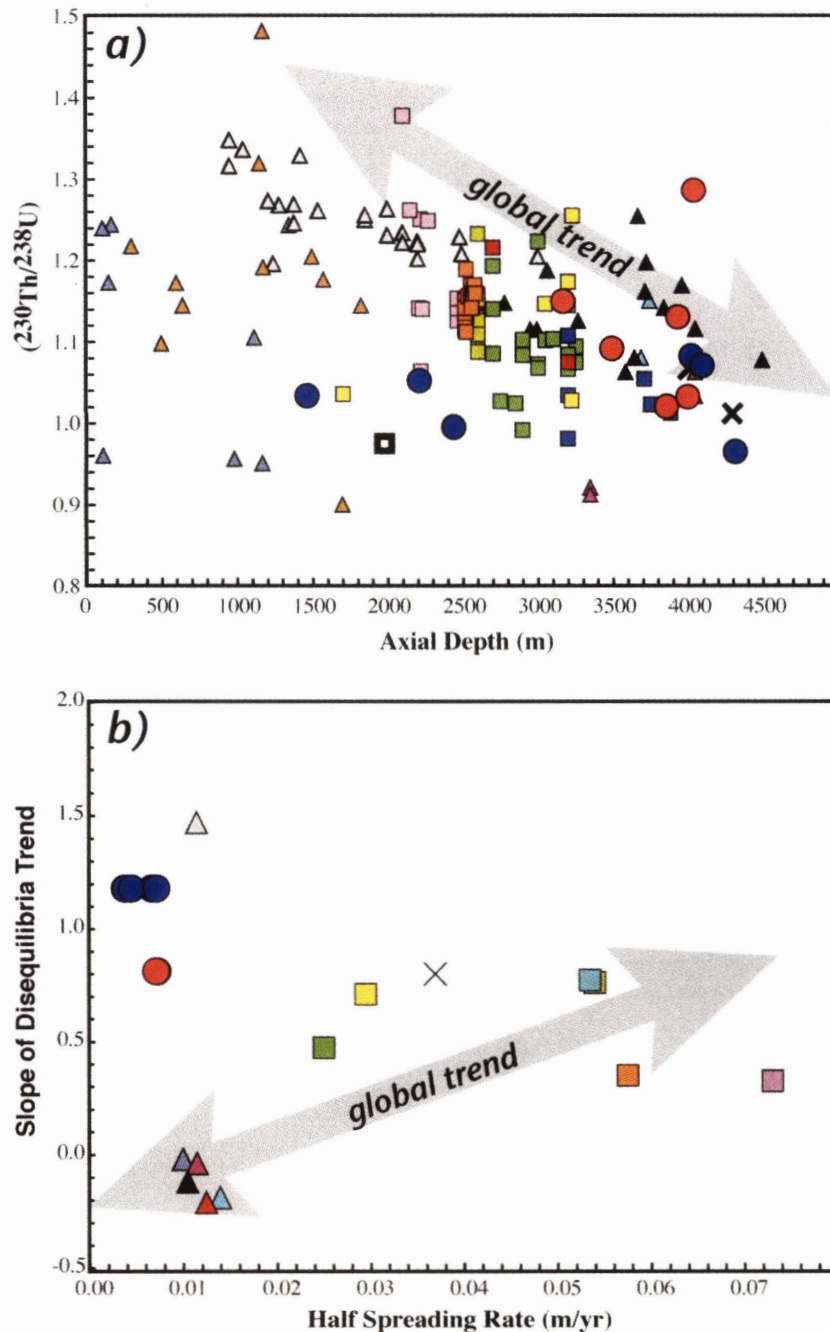 a)
1.5
1.4
1.3
1.2
1.1
1.0
0.9
0.8
(230Th/238U)
global trend
0 500 1000 1500 2000 2500 3000 3500 4000 4500
Axial Depth (m)
b)
2.0
1.5
1.0
0.5
0.0
-0.5
Slope of Disequilibria Trend
global trend
0.00 0.01 0.02 0.03 0.04 0.05 0.06 0.07
Half Spreading Rate (m/yr)